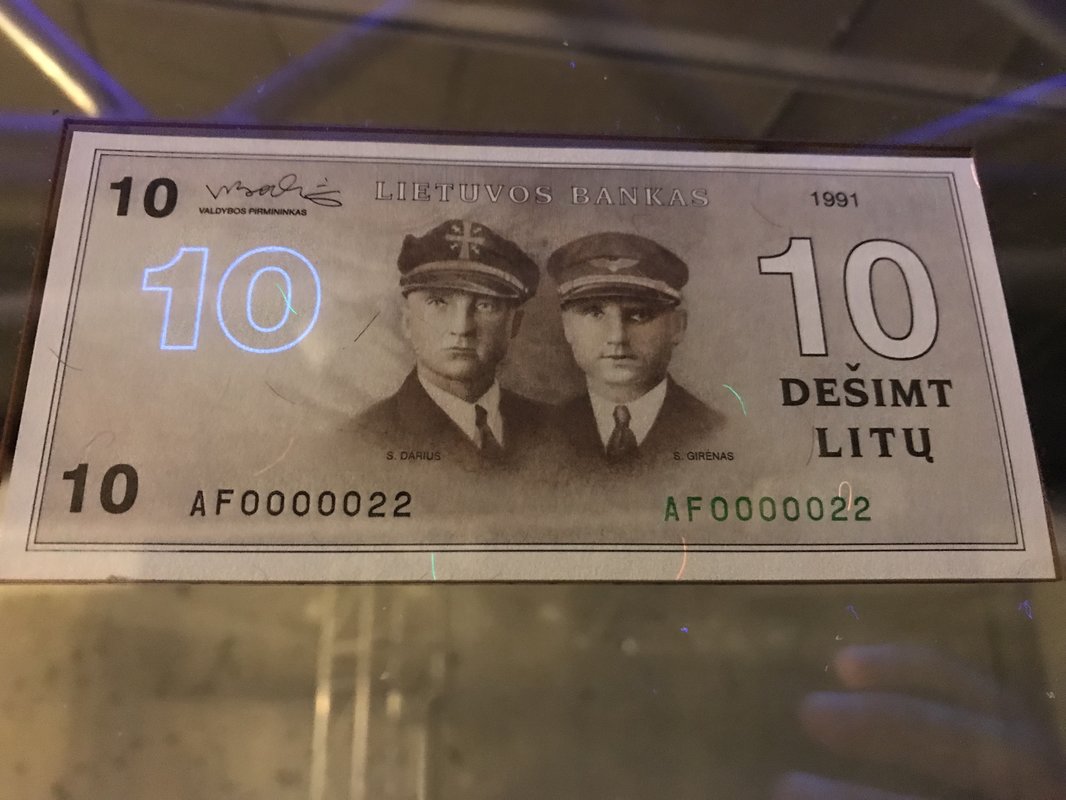 10
LIETUVOS BANKAS
1991
VALDYBOS PIRMININKAS
10
10
DEŠIMT
LITŲ
S. DARIUS
S. GIRĖNAS
10
AF0000022
AF0000022